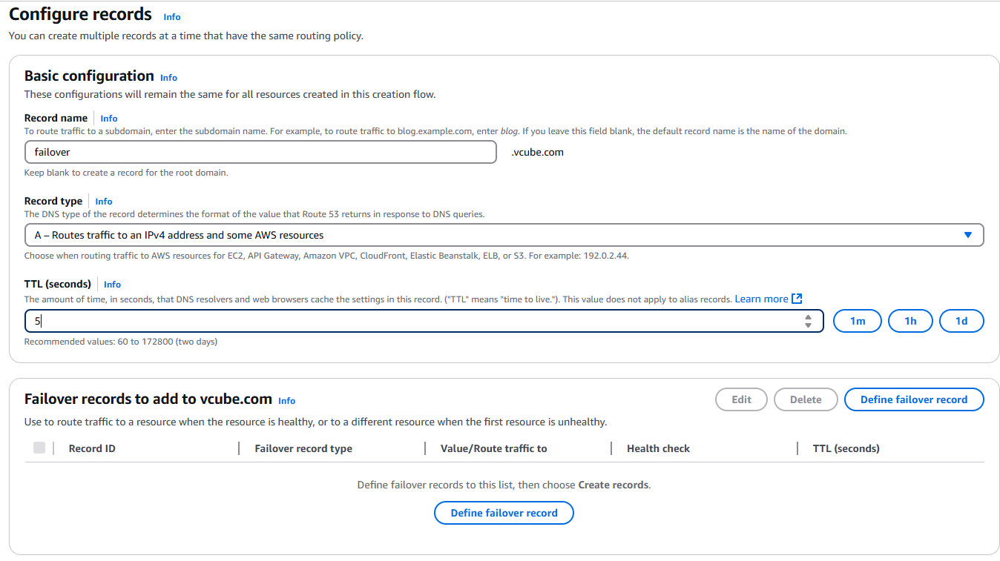 Configure records Info
You can create multiple records at a time that have the same routing policy.
Basic configuration Info
These configurations will remain the same for all resources created in this creation flow.
Record name Info
To route traffic to a subdomain, enter the subdomain name. For example, to route traffic to blog.example.com, enter blog. If you leave this field blank, the default record name is the name of the domain.
failover .vcube.com
Keep blank to create a record for the root domain.
Record type Info
The DNS type of the record determines the format of the value that Route 53 returns in response to DNS queries.
A – Routes traffic to an IPv4 address and some AWS resources
Choose when routing traffic to AWS resources for EC2, API Gateway, Amazon VPC, CloudFront, Elastic Beanstalk, ELB, or S3. For example: 192.0.2.44.
TTL (seconds) Info
The amount of time, in seconds, that DNS resolvers and web browsers cache the settings in this record. ("TTL" means "time to live."). This value does not apply to alias records. Learn more
5 1m 1h 1d
Recommended values: 60 to 172800 (two days)
Failover records to add to vcube.com Info Edit Delete Define failover record
Use to route traffic to a resource when the resource is healthy, or to a different resource when the first resource is unhealthy.
Record ID Failover record type Value/Route traffic to Health check TTL (seconds)
Define failover records to this list, then choose Create records.
Define failover record